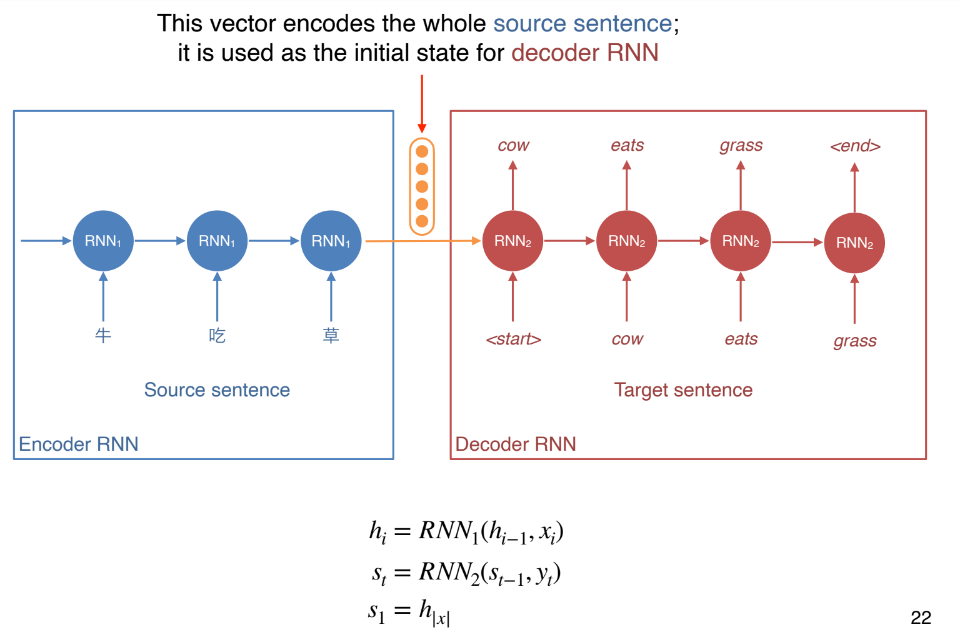 This vector encodes the whole source sentence;
it is used as the initial state for decoder RNN
cow eats grass <end>
RNN₁ RNN₁ RNN₁ RNN₂ RNN₂ RNN₂ RNN₂
牛 吃 草 <start> cow eats grass
Source sentence Target sentence
Encoder RNN Decoder RNN
hᵢ = RNN₁(hᵢ₋₁, xᵢ)
sₜ = RNN₂(sₜ₋₁, yₜ)
s₁ = h|ₓ|
22